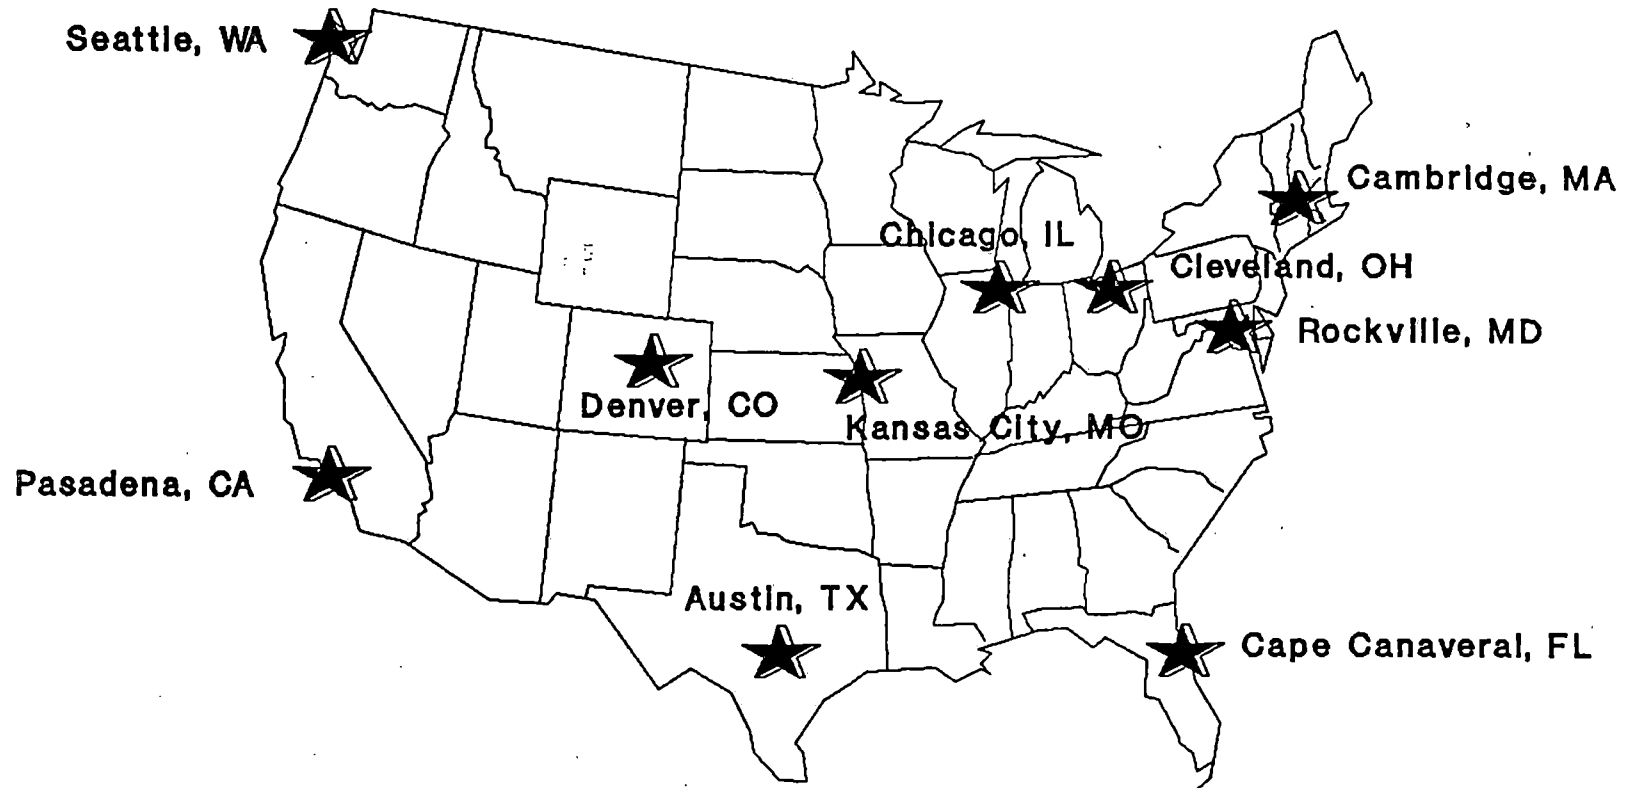 Seattle, WA
Cambridge, MA
Chicago, IL
Cleveland, OH
Rockville, MD
Denver, CO
Kansas City, MO
Pasadena, CA
Austin, TX
Cape Canaveral, FL